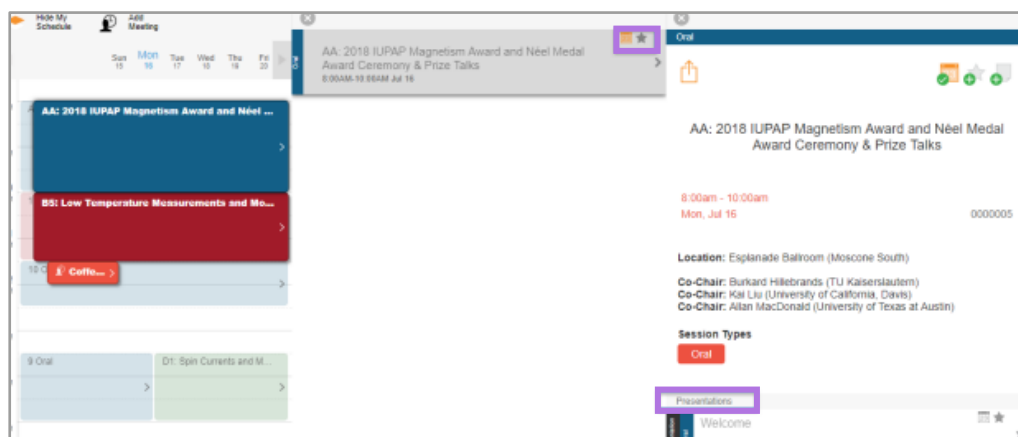 Hide My
Schedule
Add
Meeting
Sun
15
Mon
16
Tue
17
Wed
18
Thu
19
Fri
20
AA: 2018 IUPAP Magnetism Award and Néel ...
B5: Low Temperature Measurements and Mo...
Coffe...
9 Oral
D1: Spin Currents and M...
AA: 2018 IUPAP Magnetism Award and Néel Medal
Award Ceremony & Prize Talks
8:00AM-10:00AM Jul 16
Oral
AA: 2018 IUPAP Magnetism Award and Néel Medal
Award Ceremony & Prize Talks
8:00am - 10:00am
Mon, Jul 16
0000005
Location: Esplanade Ballroom (Moscone South)
Co-Chair: Burkard Hillebrands (TU Kaiserslautern)
Co-Chair: Kai Liu (University of California, Davis)
Co-Chair: Allan MacDonald (University of Texas at Austin)
Session Types
Oral
Presentations
Welcome